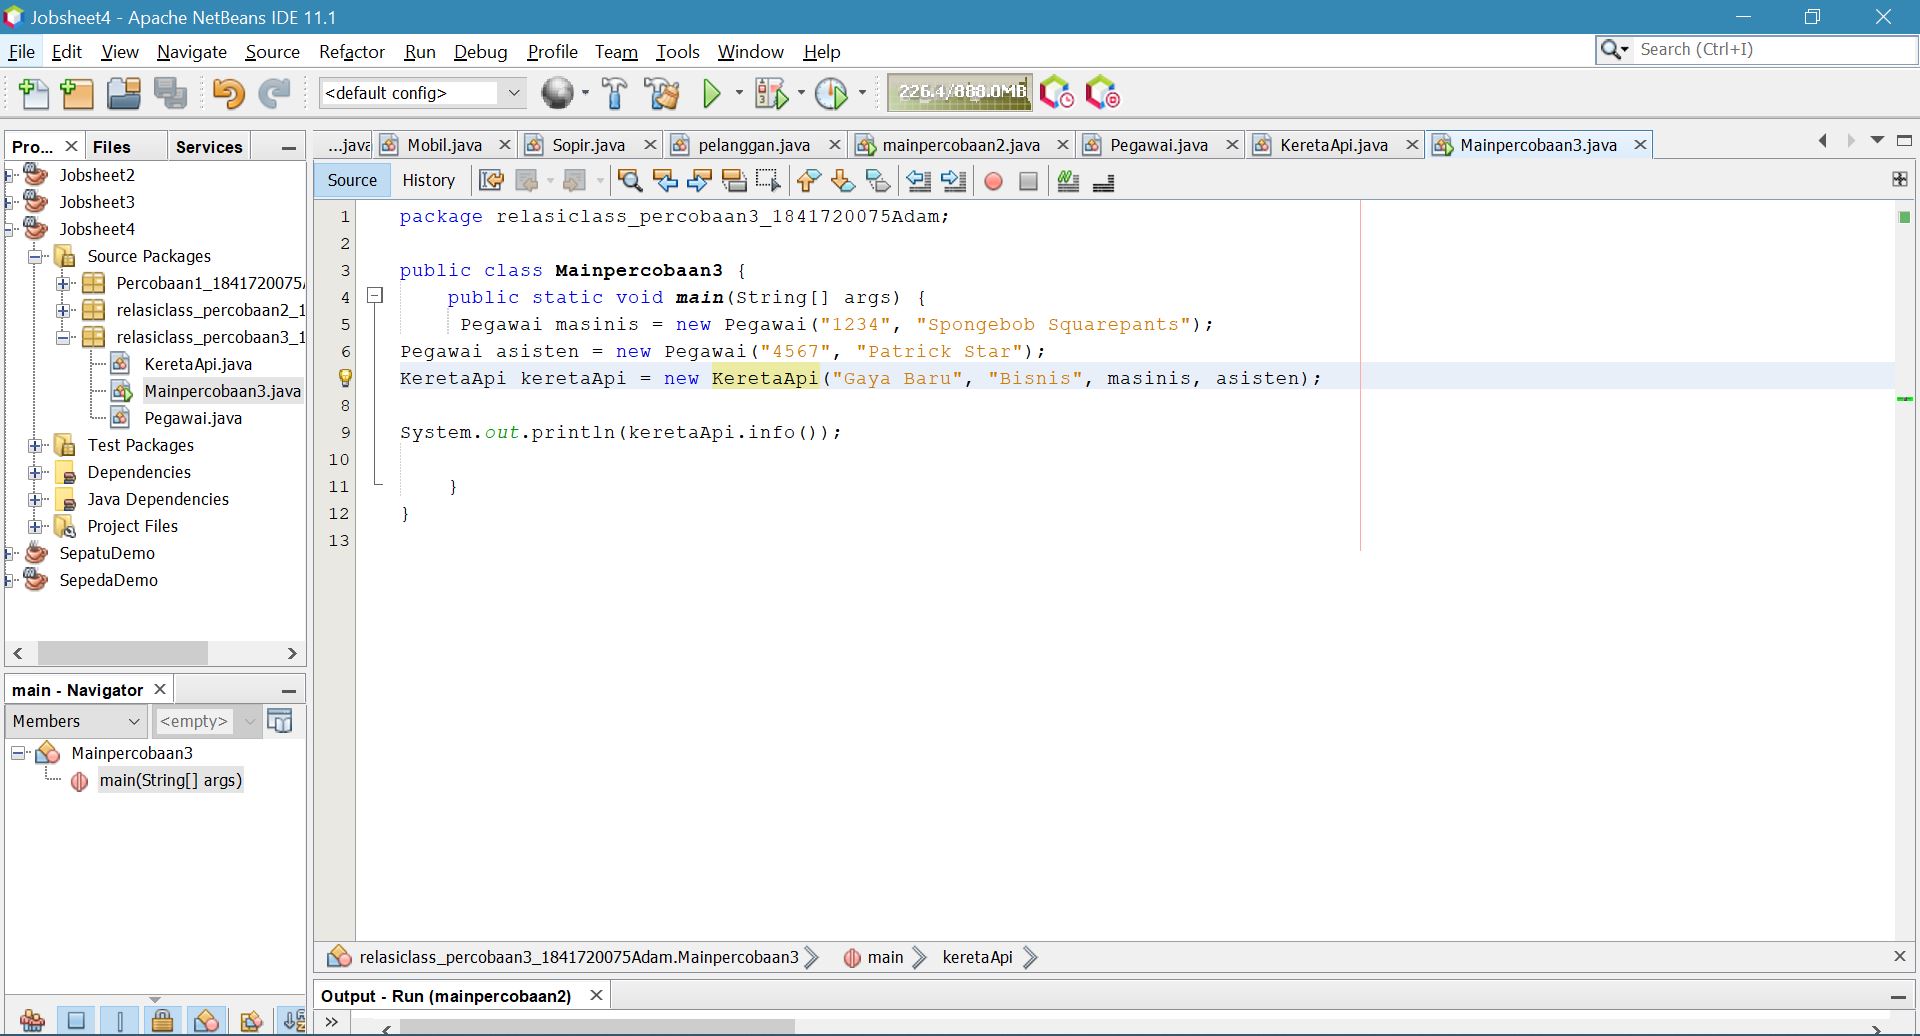 Jobsheet4 - Apache NetBeans IDE 11.1
File Edit View Navigate Source Refactor Run Debug Profile Team Tools Window Help
Search (Ctrl+I)
<default config>
226.4/880.0MB
Pro... Files Services
...java Mobil.java Sopir.java pelanggan.java mainpercobaan2.java Pegawai.java KeretaApi.java Mainpercobaan3.java
Source History
Jobsheet2
Jobsheet3
Jobsheet4
Source Packages
Percobaan1_1841720075
relasiclass_percobaan2_1
relasiclass_percobaan3_1
KeretaApi.java
Mainpercobaan3.java
Pegawai.java
Test Packages
Dependencies
Java Dependencies
Project Files
SepatuDemo
SepedaDemo
1 package relasiclass_percobaan3_1841720075Adam;
2
3 public class Mainpercobaan3 {
4 public static void main(String[] args) {
5 Pegawai masinis = new Pegawai("1234", "Spongebob Squarepants");
6 Pegawai asisten = new Pegawai("4567", "Patrick Star");
KeretaApi keretaApi = new KeretaApi("Gaya Baru", "Bisnis", masinis, asisten);
8
9 System.out.println(keretaApi.info());
10
11 }
12 }
13
main - Navigator
Members <empty>
Mainpercobaan3
main(String[] args)
relasiclass_percobaan3_1841720075Adam.Mainpercobaan3 main keretaApi
Output - Run (mainpercobaan2)